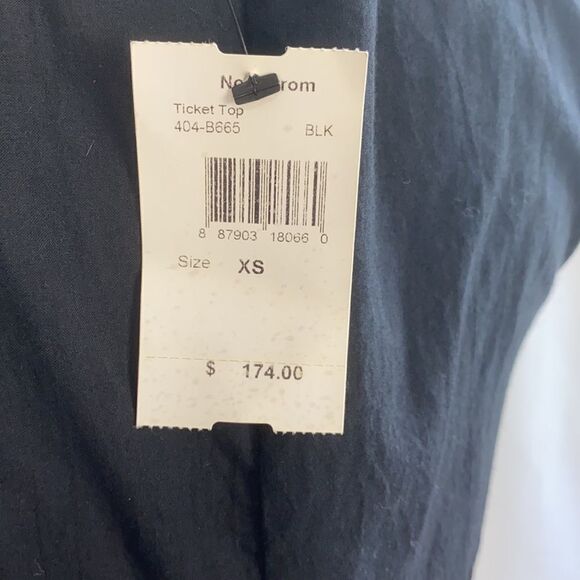 Ticket Top
404-B665 BLK
8 87903 18066 0
Size XS
$ 174.00